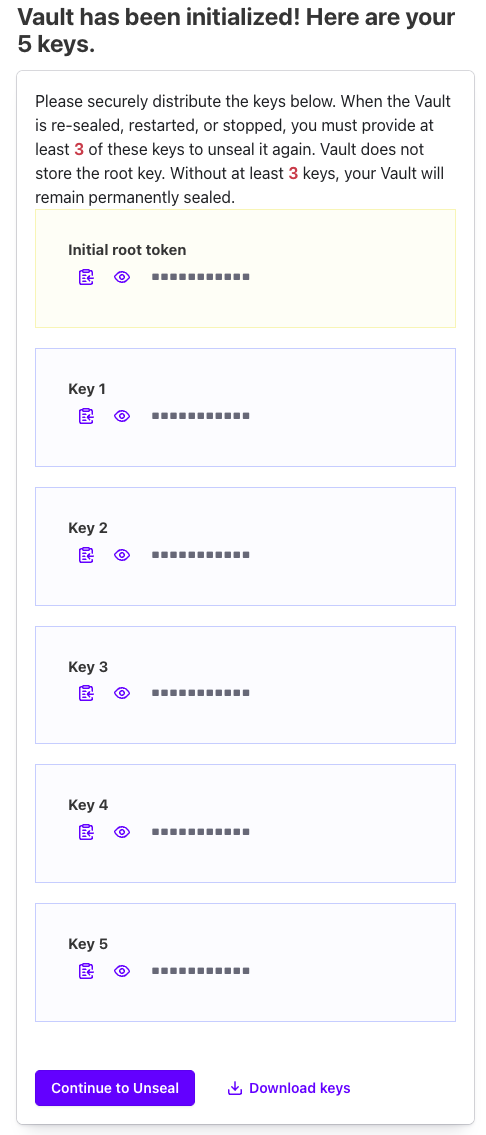 Vault has been initialized! Here are your
5 keys.
Please securely distribute the keys below. When the Vault
is re-sealed, restarted, or stopped, you must provide at
least 3 of these keys to unseal it again. Vault does not
store the root key. Without at least 3 keys, your Vault will
remain permanently sealed.
Initial root token
■■■■■■■■■■■
Key 1
■■■■■■■■■■■
Key 2
■■■■■■■■■■■
Key 3
■■■■■■■■■■■
Key 4
■■■■■■■■■■■
Key 5
■■■■■■■■■■■
Continue to Unseal
Download keys